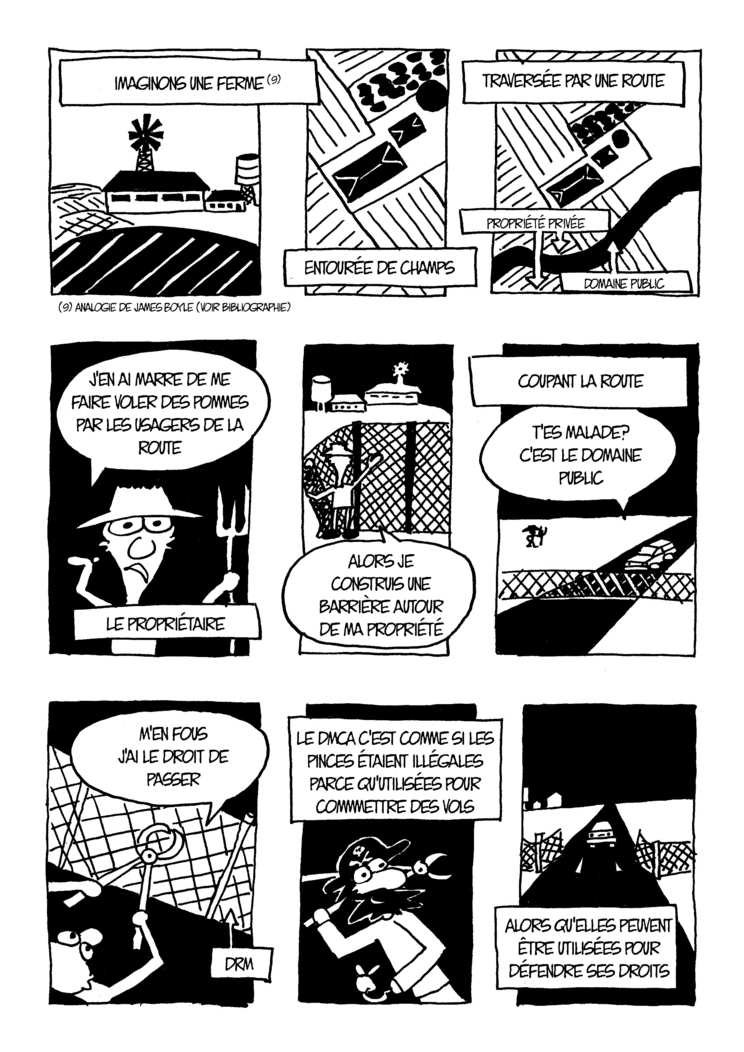 IMAGINONS UNE FERME (9)
ENTOURÉE DE CHAMPS
TRAVERSÉE PAR UNE ROUTE
PROPRIÉTÉ PRIVÉE
DOMAINE PUBLIC
(9) ANALOGIE DE JAMES BOYLE (VOIR BIBLIOGRAPHIE)
J'EN AI MARRE DE ME
FAIRE VOLER DES POMMES
PAR LES USAGERS DE LA
ROUTE
LE PROPRIÉTAIRE
ALORS JE
CONSTRUIS UNE
BARRIÈRE AUTOUR
DE MA PROPRIÉTÉ
COUPANT LA ROUTE
T'ES MALADE?
C'EST LE DOMAINE
PUBLIC
M'EN FOUS
J'AI LE DROIT DE
PASSER
DRM
LE DMCA C'EST COMME SI LES
PINCES ÉTAIENT ILLÉGALES
PARCE QU'UTILISÉES POUR
COMMMETTRE DES VOLS
ALORS QU'ELLES PEUVENT
ÊTRE UTILISÉES POUR
DÉFENDRE SES DROITS